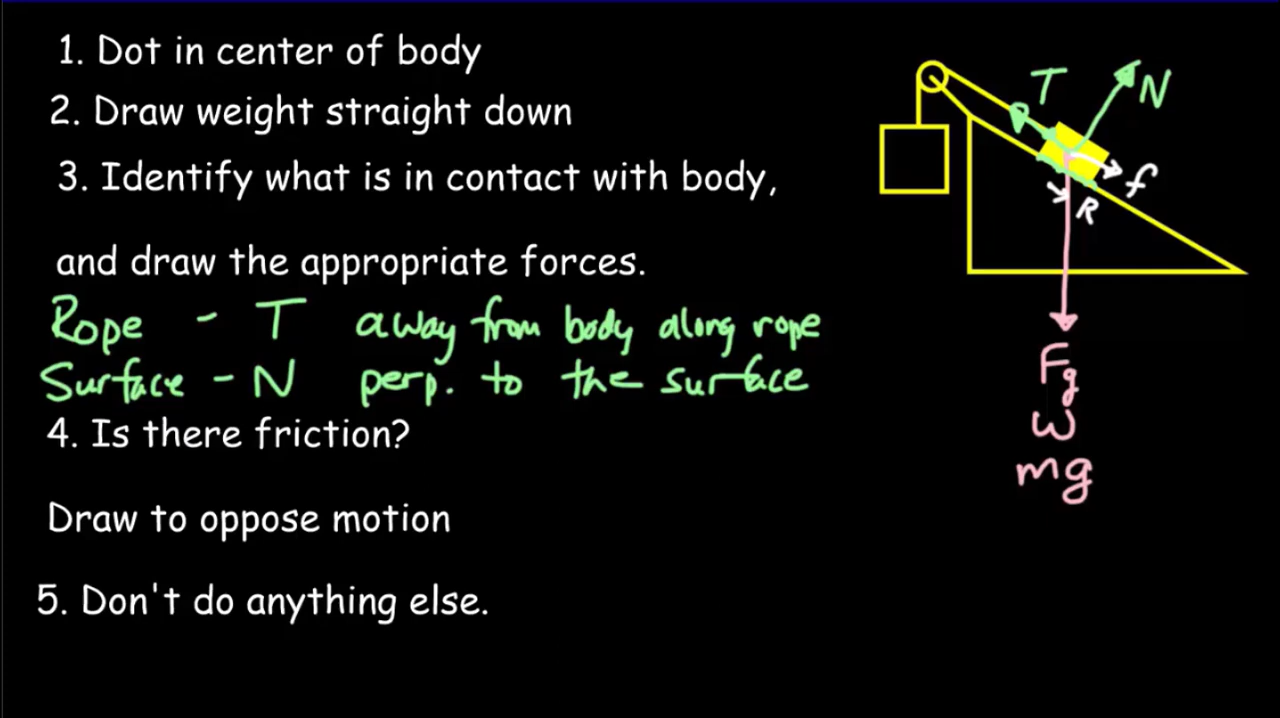 1. Dot in center of body
2. Draw weight straight down
3. Identify what is in contact with body,
and draw the appropriate forces.
Rope - T away from body along rope
Surface - N perp. to the surface
4. Is there friction?
Draw to oppose motion
5. Don't do anything else.
T
N
f
R
Fg
W
mg